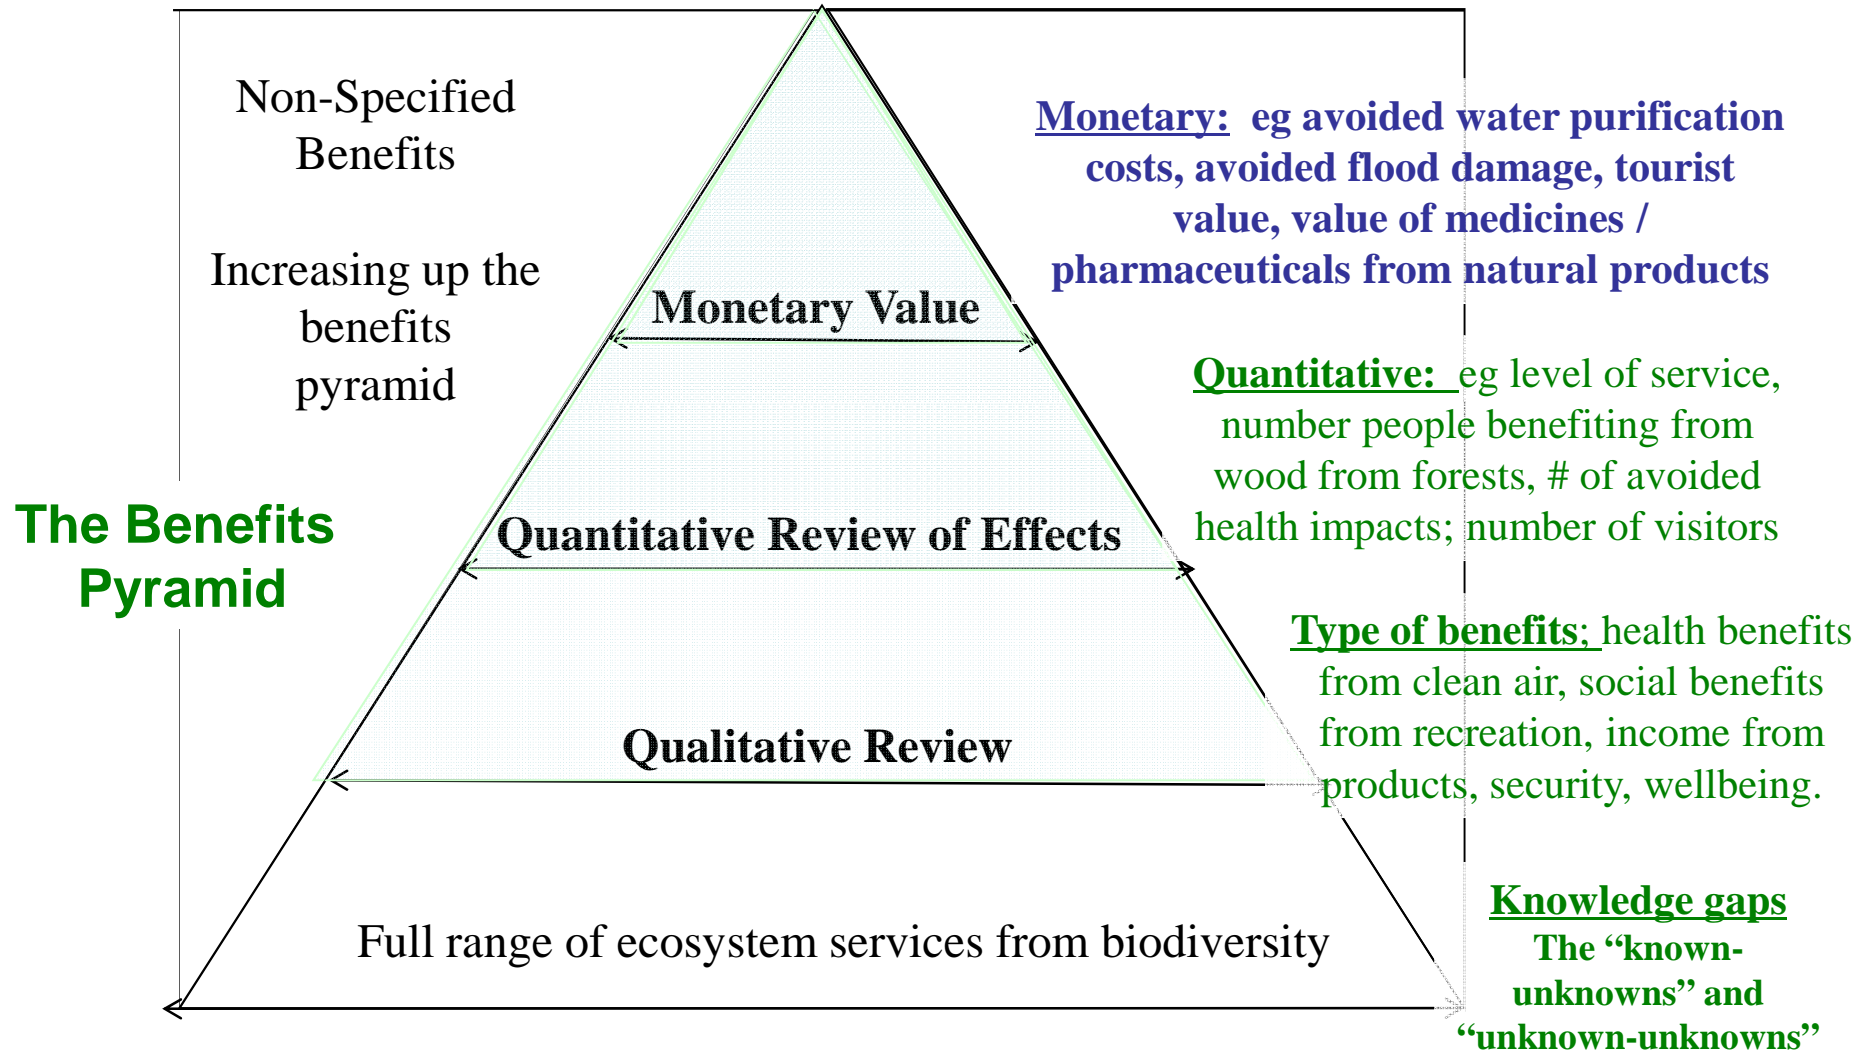 Non-Specified
Benefits
Increasing up the
benefits
pyramid
The Benefits
Pyramid
Monetary Value
Quantitative Review of Effects
Qualitative Review
Full range of ecosystem services from biodiversity
Monetary: eg avoided water purification
costs, avoided flood damage, tourist
value, value of medicines /
pharmaceuticals from natural products
Quantitative: eg level of service,
number people benefiting from
wood from forests, # of avoided
health impacts; number of visitors
Type of benefits; health benefits
from clean air, social benefits
from recreation, income from
products, security, wellbeing.
Knowledge gaps
The “known-
unknowns” and
“unknown-unknowns”